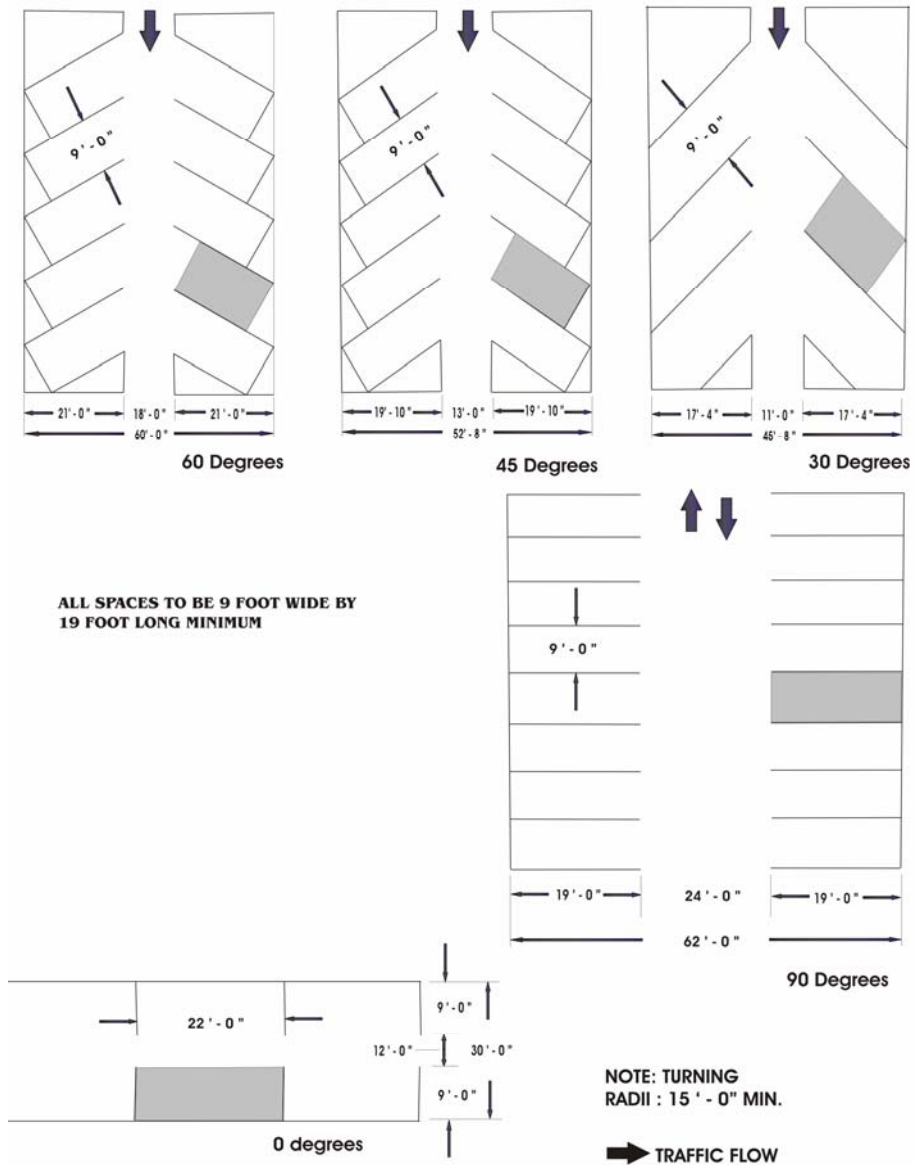 9'-0"
9'-0"
9'-0"
21'-0" 18'-0" 21'-0"
60'-0"
60 Degrees
19'-10" 13'-0" 19'-10"
52'-8"
45 Degrees
17'-4" 11'-0" 17'-4"
45'-8"
30 Degrees
ALL SPACES TO BE 9 FOOT WIDE BY
19 FOOT LONG MINIMUM
9'-0"
19'-0" 24'-0" 19'-0"
62'-0"
90 Degrees
22'-0"
9'-0"
12'-0" 30'-0"
9'-0"
0 degrees
NOTE: TURNING
RADII : 15'-0" MIN.
TRAFFIC FLOW